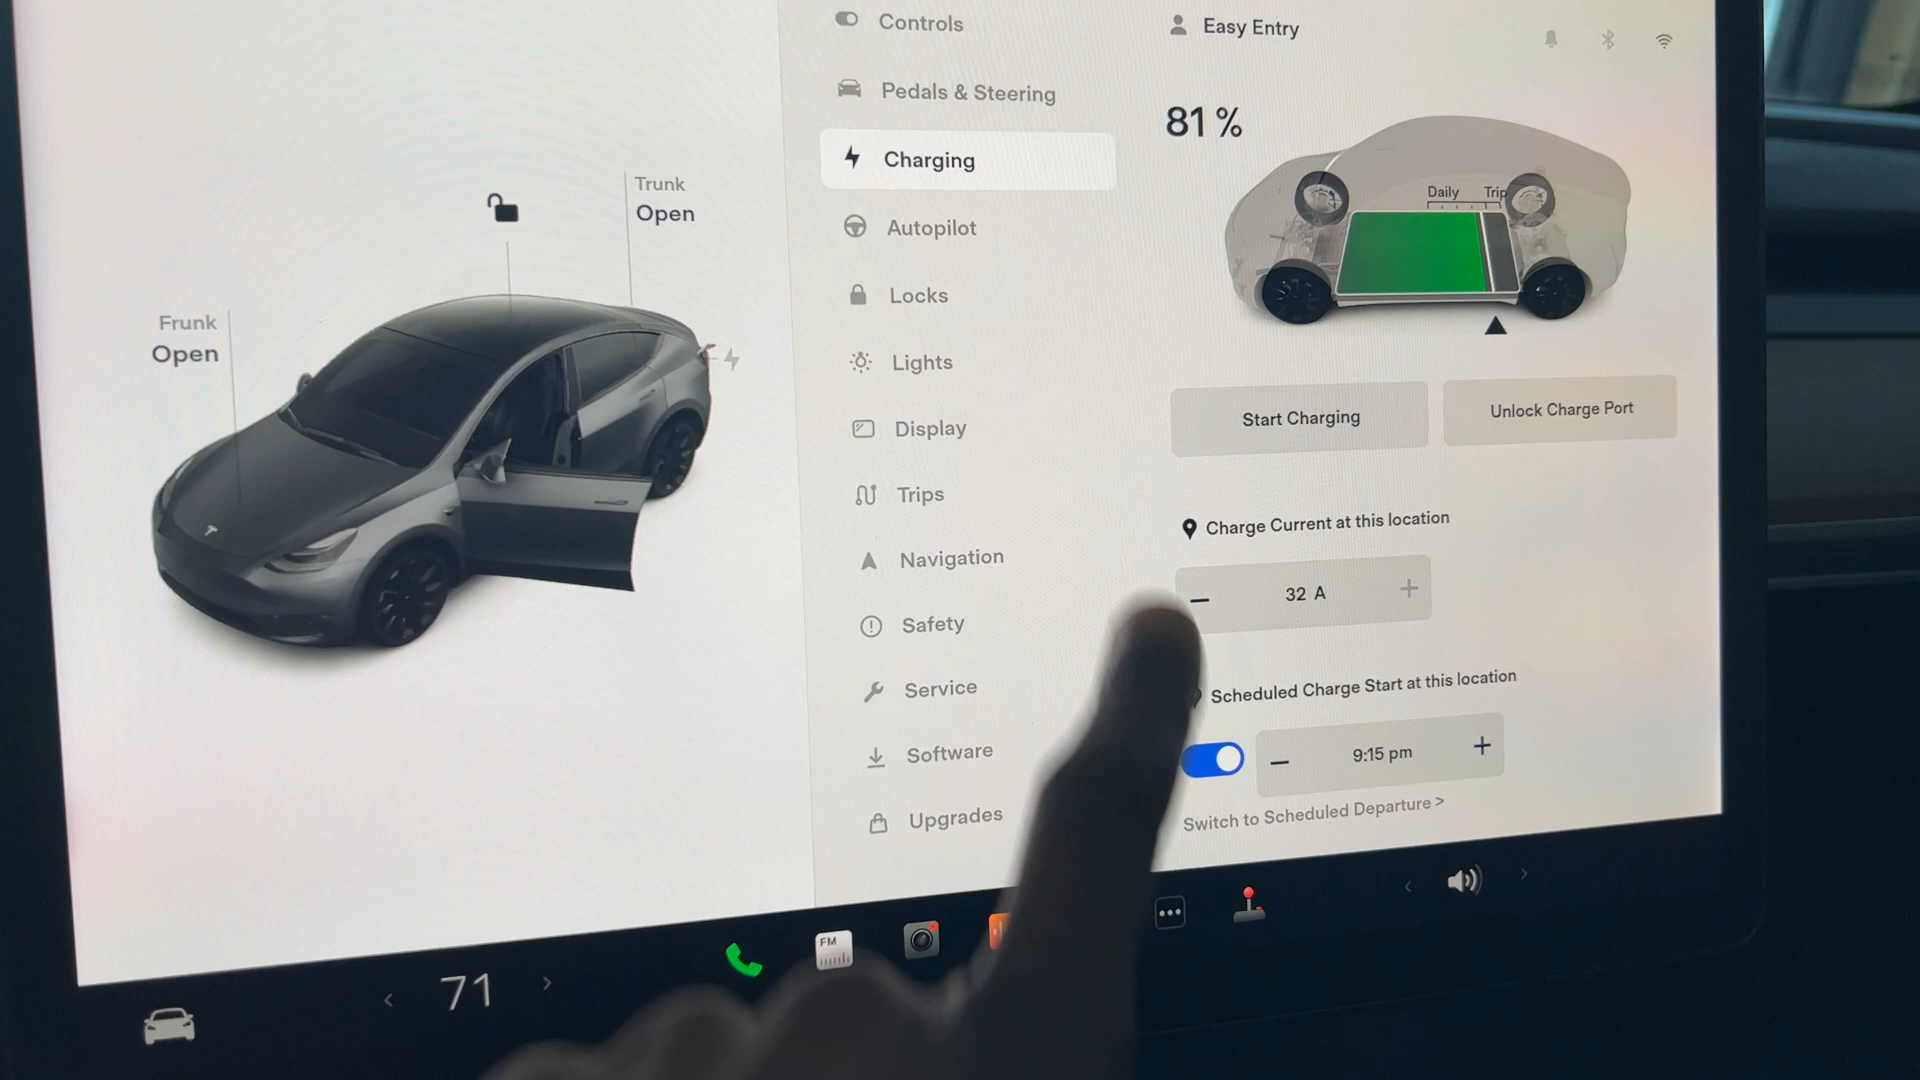 Controls
Easy Entry
Pedals & Steering
81 %
Charging
Trunk
Open
Daily
Trip
Autopilot
Locks
Frunk
Open
Lights
Start Charging
Unlock Charge Port
Display
Trips
Charge Current at this location
Navigation
32 A
Safety
Service
Scheduled Charge Start at this location
Software
9:15 pm
Upgrades
Switch to Scheduled Departure >
FM
< 71 >